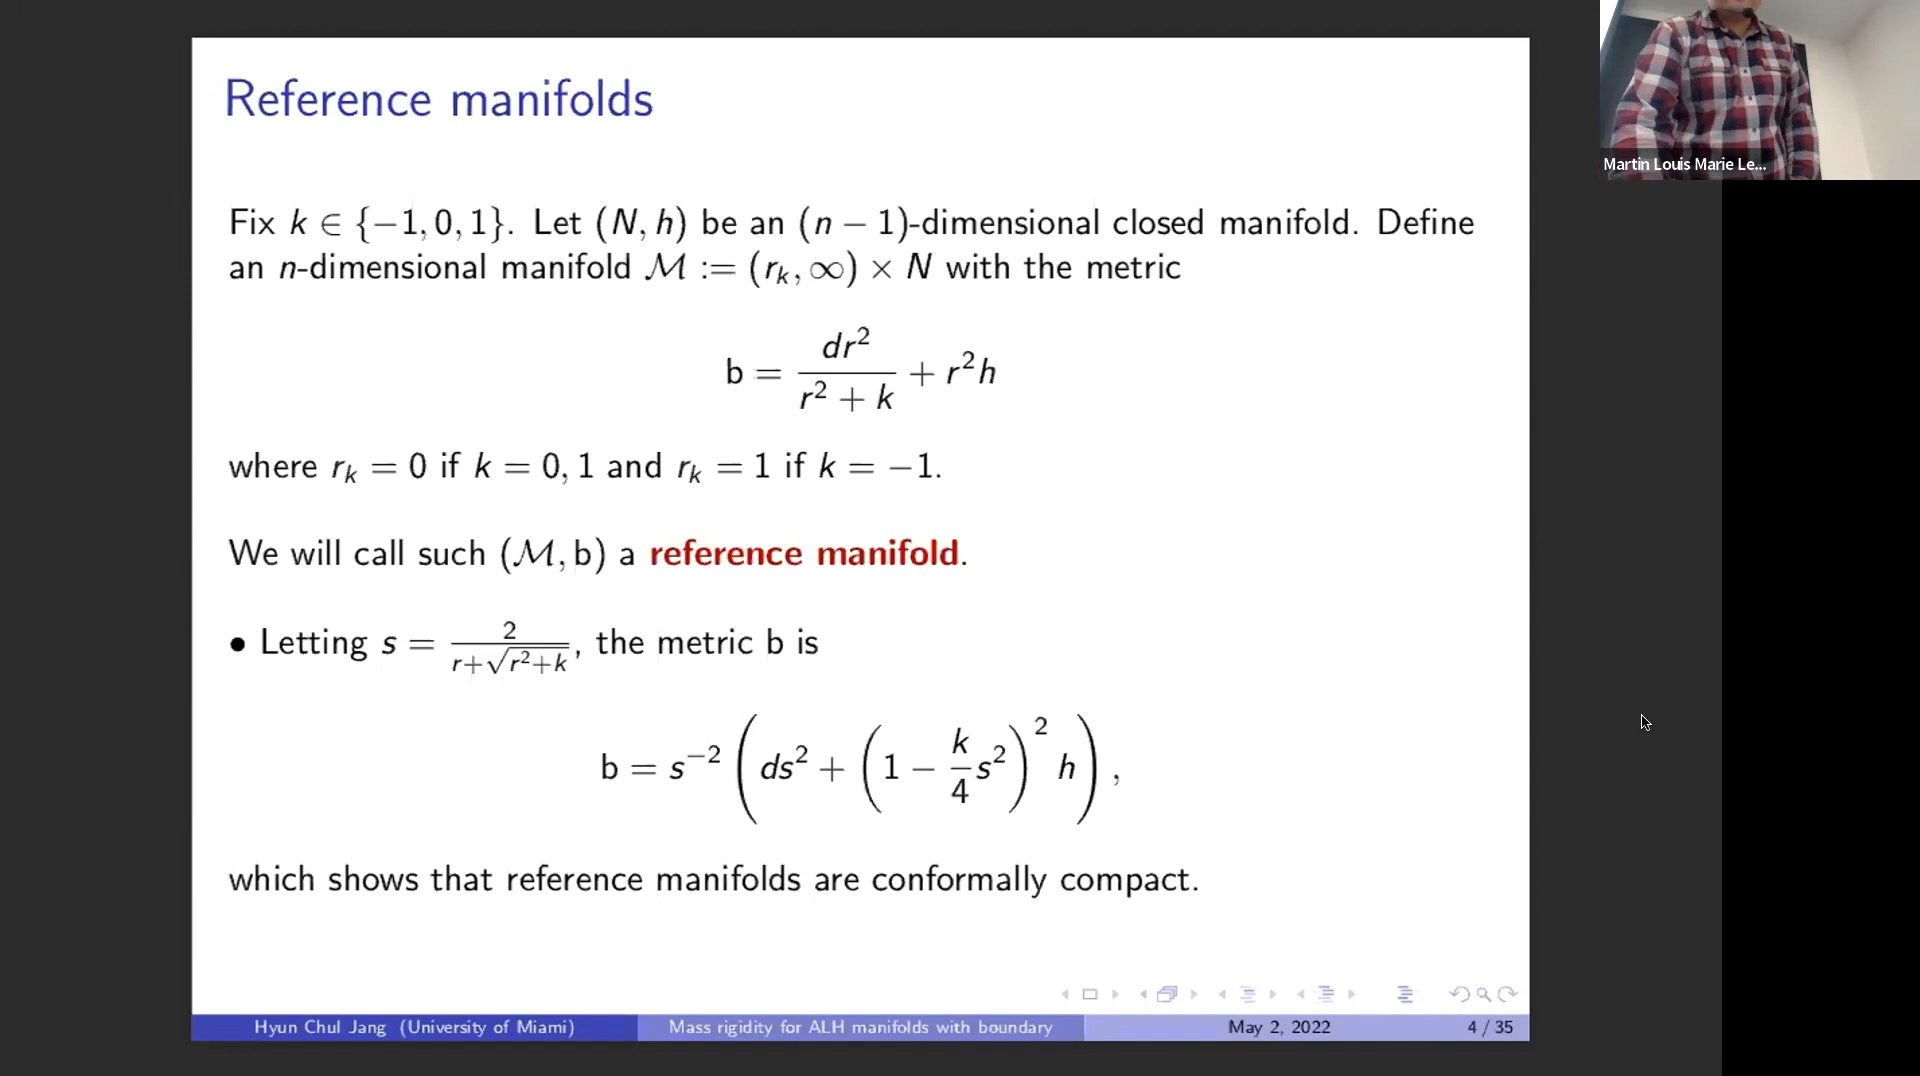 Martin Louis Marie Le...
Reference manifolds
Fix k ∈ {−1, 0, 1}. Let (N, h) be an (n − 1)-dimensional closed manifold. Define
an n-dimensional manifold ℳ := (r_k, ∞) × N with the metric
b = dr²/(r² + k) + r²h
where r_k = 0 if k = 0, 1 and r_k = 1 if k = −1.
We will call such (ℳ, b) a reference manifold.
• Letting s = 2/(r+√(r²+k)), the metric b is
b = s⁻² (ds² + (1 − k/4 s²)² h),
which shows that reference manifolds are conformally compact.
Hyun Chul Jang (University of Miami) Mass rigidity for ALH manifolds with boundary May 2, 2022 4 / 35